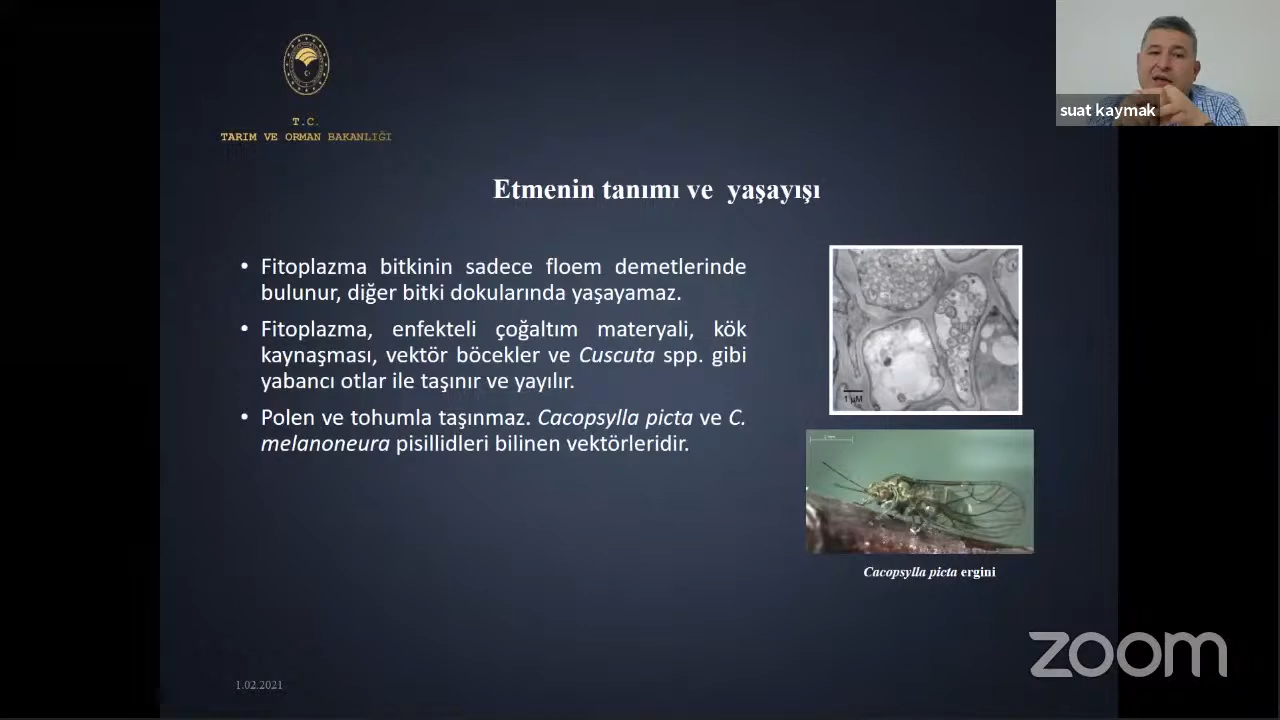 suat kaymak
T.C.
TARIM VE ORMAN BAKANLIĞI
Etmenin tanımı ve yaşayışı
• Fitoplazma bitkinin sadece floem demetlerinde
bulunur, diğer bitki dokularında yaşayamaz.
• Fitoplazma, enfekteli çoğaltım materyali, kök
kaynaşması, vektör böcekler ve Cuscuta spp. gibi
yabancı otlar ile taşınır ve yayılır.
• Polen ve tohumla taşınmaz. Cacopsylla picta ve C.
melanoneura pisillidleri bilinen vektörleridir.
1 µM
Cacopsylla picta ergini
zoom
1.02.2021